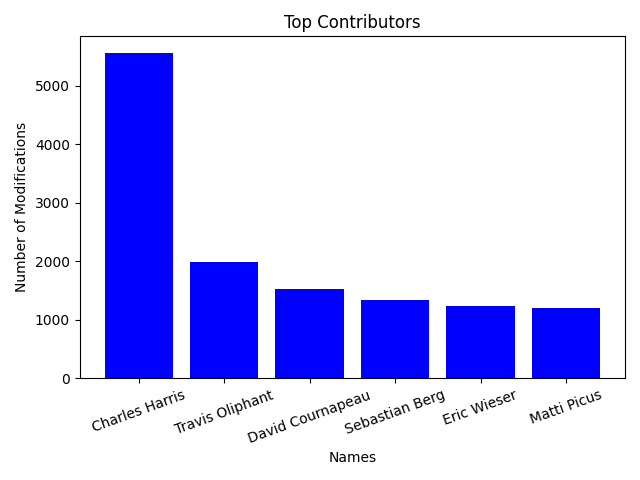 Top Contributors
Number of Modifications
5000
4000
3000
2000
1000
0
Charles Harris
Travis Oliphant
David Cournapeau
Sebastian Berg
Eric Wieser
Matti Picus
Names